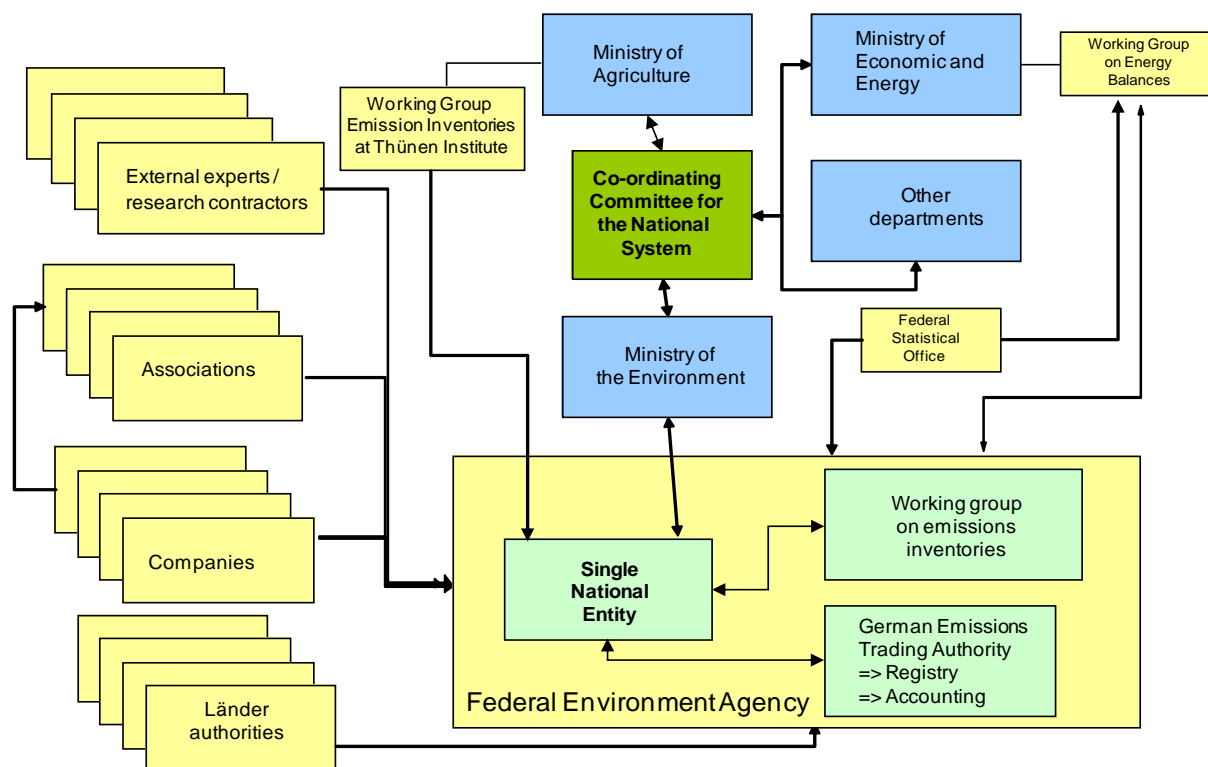 Ministry of
Agriculture
Ministry of
Economic and
Energy
Working Group
on Energy
Balances
Working Group
Emission Inventories
at Thünen Institute
External experts /
research contractors
Co-ordinating
Committee for
the National
System
Other
departments
Associations
Ministry of
the Environment
Federal
Statistical
Office
Companies
Single
National
Entity
Working group
on emissions
inventories
German Emissions
Trading Authority
=> Registry
=> Accounting
Federal Environment Agency
Länder
authorities